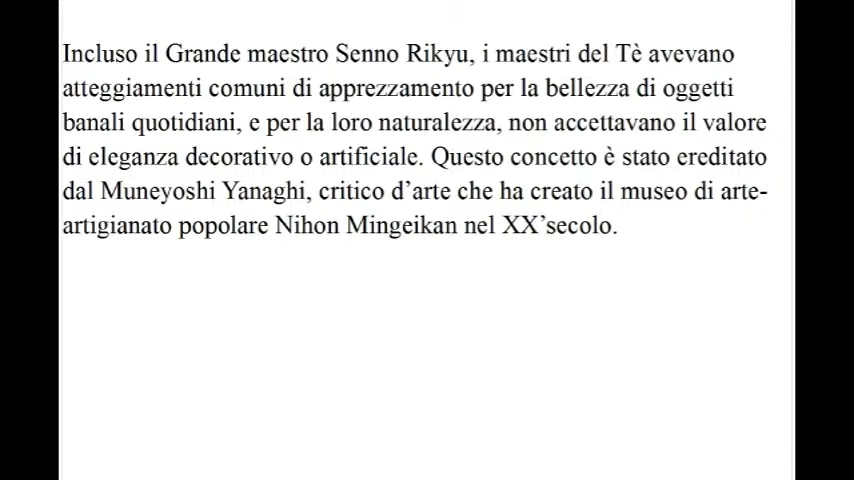 Incluso il Grande maestro Senno Rikyu, i maestri del Tè avevano
atteggiamenti comuni di apprezzamento per la bellezza di oggetti
banali quotidiani, e per la loro naturalezza, non accettavano il valore
di eleganza decorativo o artificiale. Questo concetto è stato ereditato
dal Muneyoshi Yanaghi, critico d’arte che ha creato il museo di arte-
artigianato popolare Nihon Mingeikan nel XX’secolo.